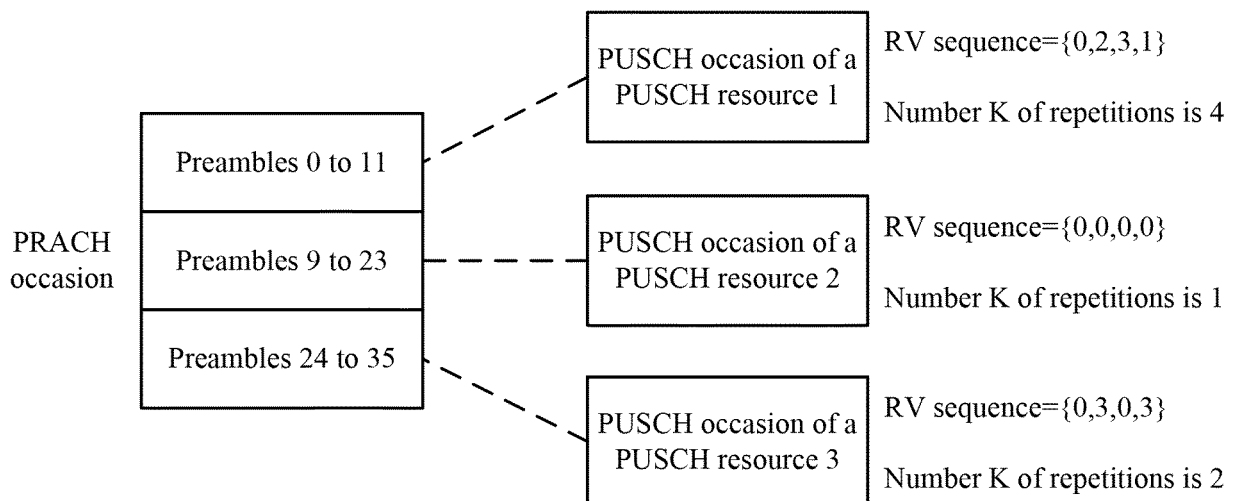 PRACH
occasion
Preambles 0 to 11
Preambles 9 to 23
Preambles 24 to 35
PUSCH occasion of a
PUSCH resource 1
RV sequence={0,2,3,1}
Number K of repetitions is 4
PUSCH occasion of a
PUSCH resource 2
RV sequence={0,0,0,0}
Number K of repetitions is 1
PUSCH occasion of a
PUSCH resource 3
RV sequence={0,3,0,3}
Number K of repetitions is 2